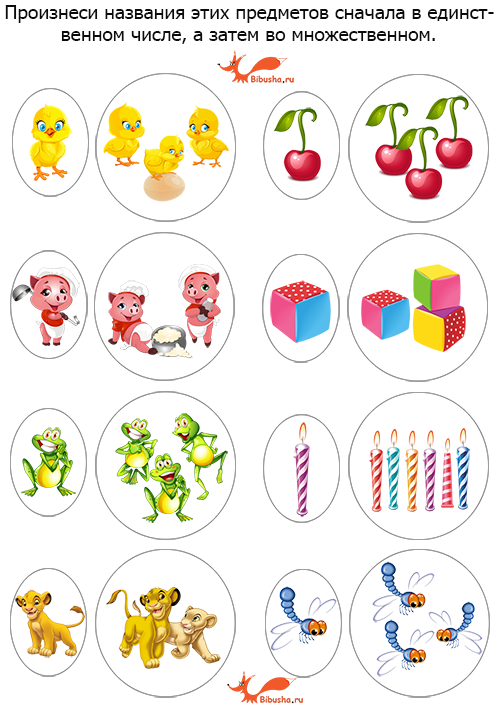 Произнеси названия этих предметов сначала в единст-
венном числе, а затем во множественном.
Bibusha.ru
Bibusha.ru